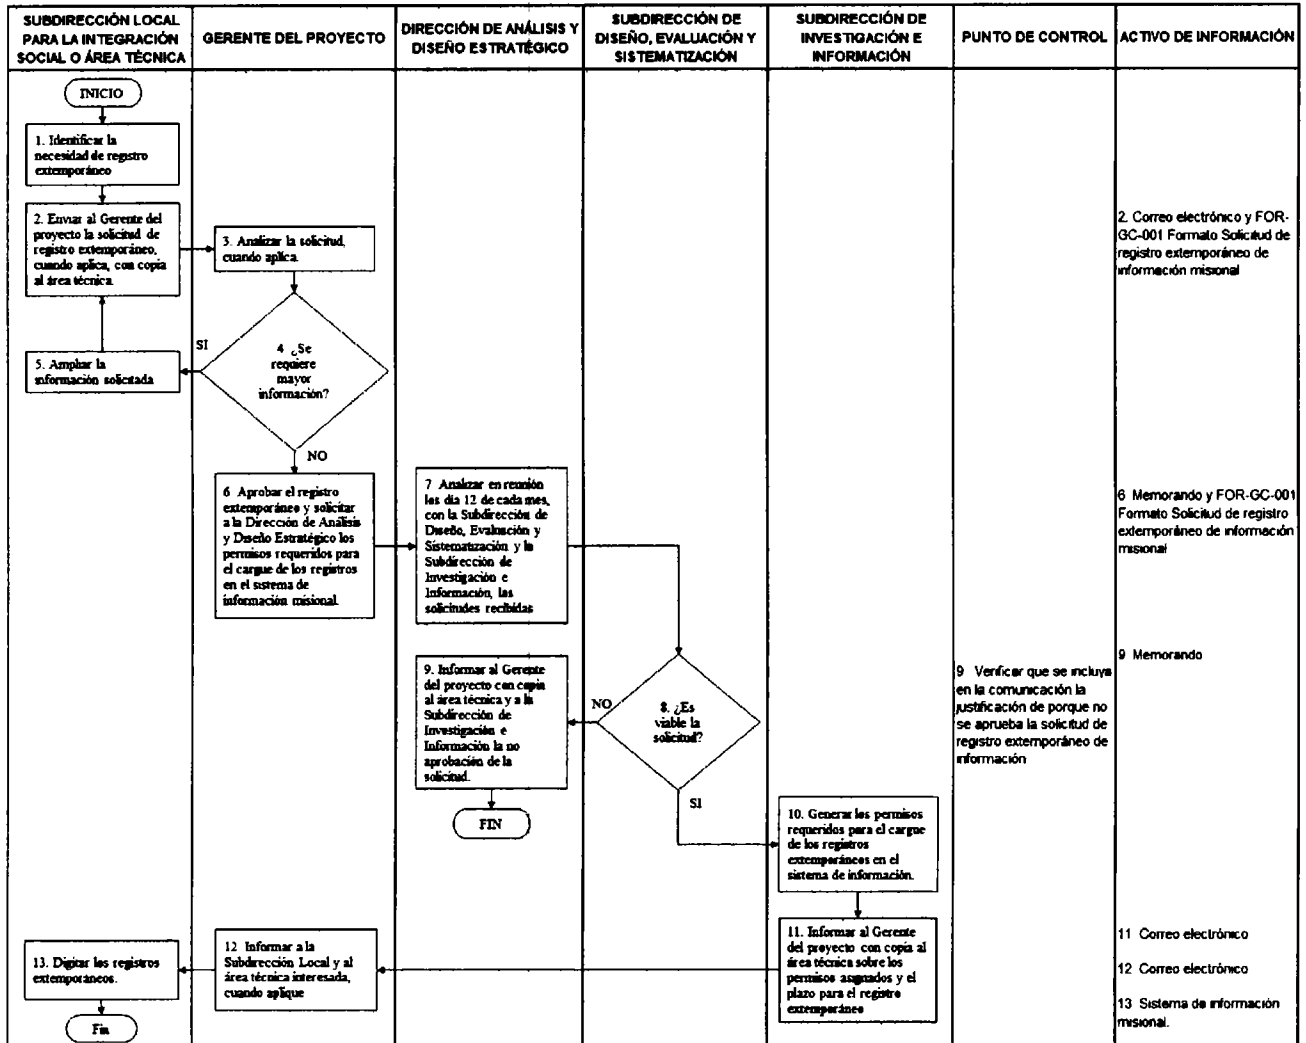 SUBDIRECCIÓN LOCAL
PARA LA INTEGRACIÓN
SOCIAL O ÁREA TÉCNICA
GERENTE DEL PROYECTO
DIRECCIÓN DE ANÁLISIS Y
DISEÑO ESTRATÉGICO
SUBDIRECCIÓN DE
DISEÑO, EVALUACIÓN Y
SISTEMATIZACIÓN
SUBDIRECCIÓN DE
INVESTIGACIÓN E
INFORMACIÓN
PUNTO DE CONTROL
ACTIVO DE INFORMACIÓN
INICIO
1. Identificar la
necesidad de registro
extemporáneo
2. Enviar al Gerente del
proyecto la solicitud de
registro extemporáneo,
cuando aplica, con copia
al área técnica.
3. Analizar la solicitud,
cuando aplica.
2. Correo electrónico y FOR-
GC-001 Formato Solicitud de
registro extemporáneo de
información misional
4 ¿Se
requiere
mayor
información?
SI
5. Ampliar la
información solicitada
NO
6 Aprobar el registro
extemporáneo y solicitar
a la Dirección de Análisis
y Diseño Estratégico los
permisos requeridos para
el cargue de los registros
en el sistema de
información misional.
7 Analizar en reunión
los día 12 de cada mes,
con la Subdirección de
Diseño, Evaluación y
Sistematización y la
Subdirección de
Investigación e
Información, las
solicitudes recibidas
6 Memorando y FOR-GC-001
Formato Solicitud de registro
extemporáneo de información
misional
9. Informar al Gerente
del proyecto con copia
al área técnica y a la
Subdirección de
Investigación e
Información la no
aprobación de la
solicitud.
NO
8. ¿Es
viable la
solicitud?
9 Verificar que se incluya
en la comunicación la
justificación de porque no
se aprueba la solicitud de
registro extemporáneo de
información
9 Memorando
FIN
SI
10. Generar los permisos
requeridos para el cargue
de los registros
extemporáneos en el
sistema de información.
11. Informar al Gerente
del proyecto con copia al
área técnica sobre los
permisos asignados y el
plazo para el registro
extemporáneo
12 Informar a la
Subdirección Local y al
área técnica interesada,
cuando aplique
13. Digitar los registros
extemporáneos.
Fin
11 Correo electrónico
12 Correo electrónico
13 Sistema de información
misional.